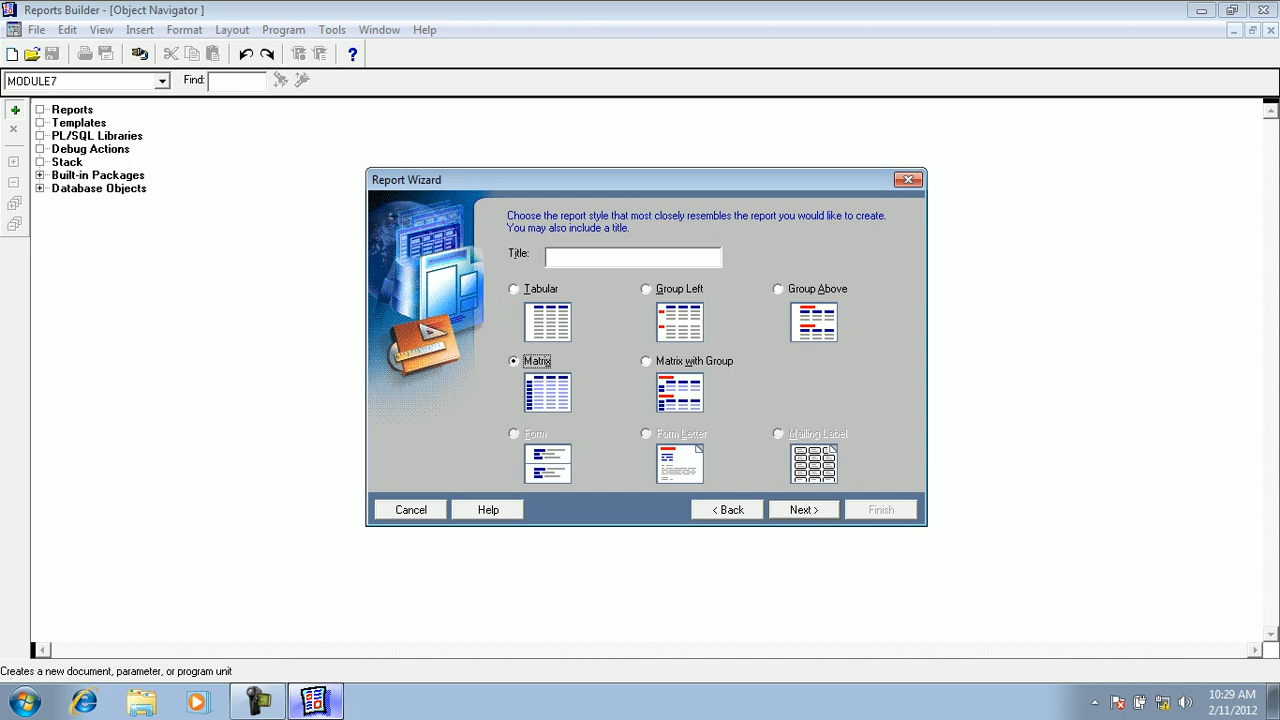 Reports Builder - [Object Navigator ]
File Edit View Insert Format Layout Program Tools Window Help
MODULE7 Find:
Reports
Templates
PL/SQL Libraries
Debug Actions
Stack
Built-in Packages
Database Objects
Report Wizard
Choose the report style that most closely resembles the report you would like to create.
You may also include a title.
Title:
Tabular Group Left Group Above
Matrix Matrix with Group
Form Form Letter Mailing Label
Cancel Help < Back Next > Finish
Creates a new document, parameter, or program unit
10:29 AM
2/11/2012